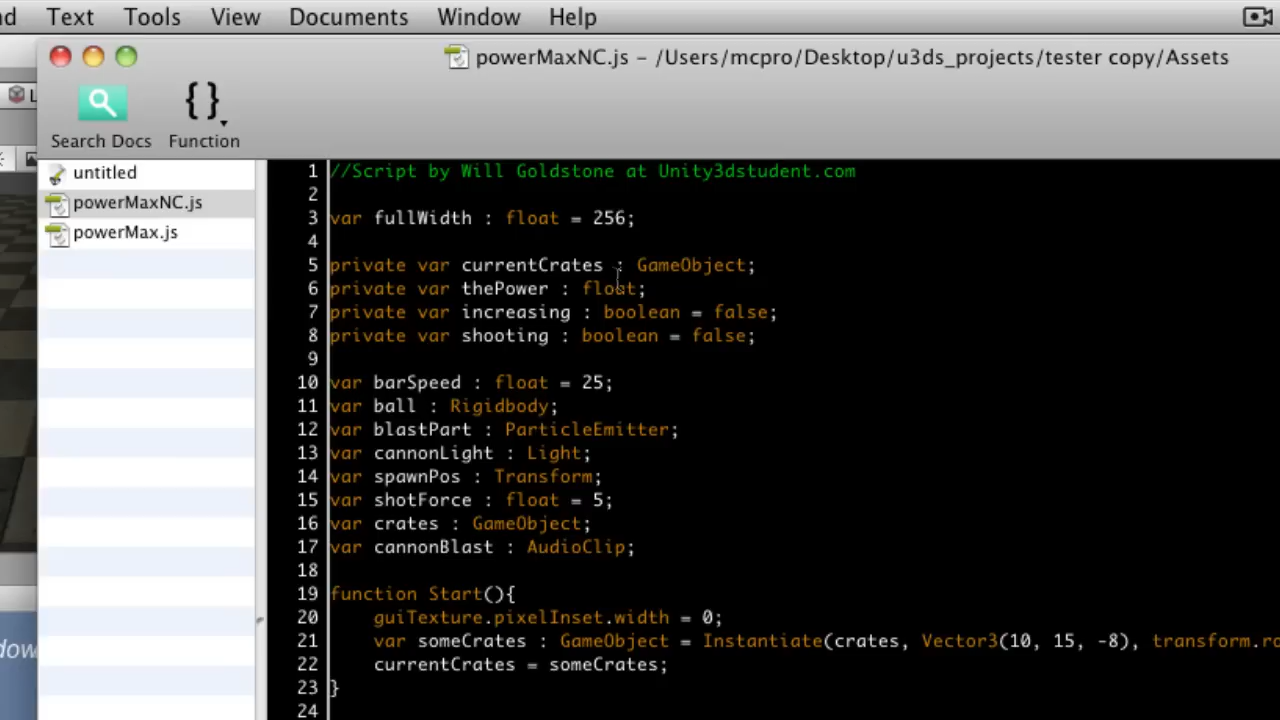 Text Tools View Documents Window Help
powerMaxNC.js - /Users/mcpro/Desktop/u3ds_projects/tester copy/Assets
{}
Search Docs Function
untitled
powerMaxNC.js
powerMax.js
1 //Script by Will Goldstone at Unity3dstudent.com
2
3 var fullWidth : float = 256;
4
5 private var currentCrates : GameObject;
6 private var thePower : float;
7 private var increasing : boolean = false;
8 private var shooting : boolean = false;
9
10 var barSpeed : float = 25;
11 var ball : Rigidbody;
12 var blastPart : ParticleEmitter;
13 var cannonLight : Light;
14 var spawnPos : Transform;
15 var shotForce : float = 5;
16 var crates : GameObject;
17 var cannonBlast : AudioClip;
18
19 function Start(){
20 guiTexture.pixelInset.width = 0;
21 var someCrates : GameObject = Instantiate(crates, Vector3(10, 15, -8), transform.ro
22 currentCrates = someCrates;
23 }
24